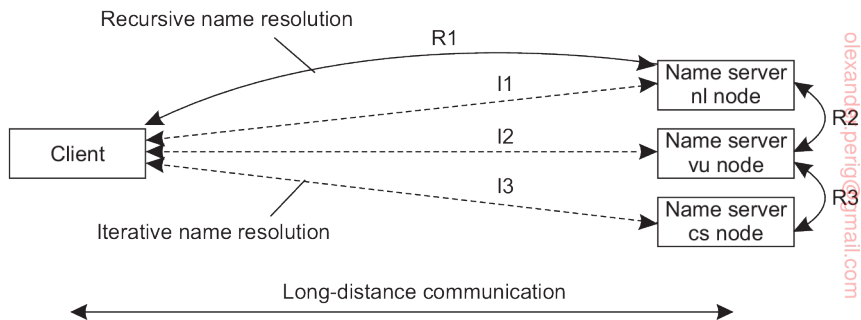 Recursive name resolution
R1
Name server
nl node
I1
R2
Client
I2
Name server
vu node
I3
R3
Name server
cs node
Iterative name resolution
Long-distance communication
olexander.perig@gmail.com